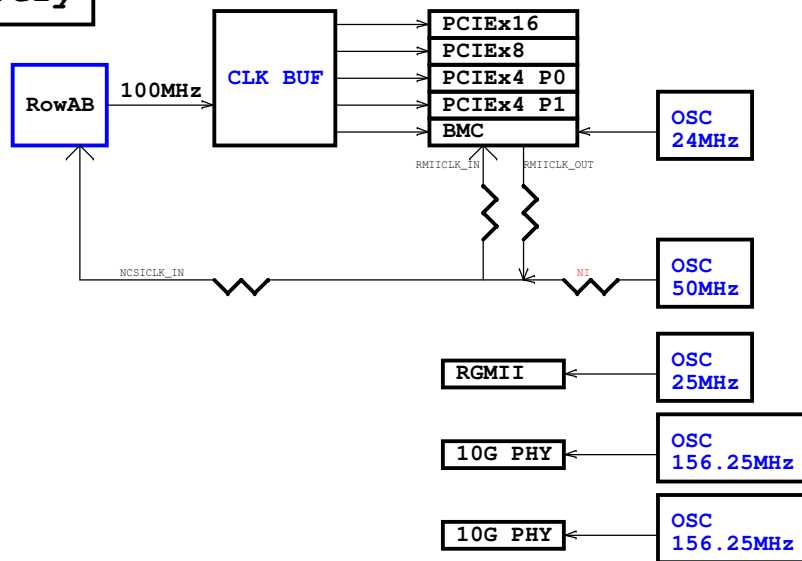 PCIEx16
PCIEx8
CLK BUF
PCIEx4 P0
100MHz
RowAB
PCIEx4 P1
OSC
24MHz
BMC
RMIICLK_IN
RMIICLK_OUT
NCSICLK_IN
NI
OSC
50MHz
RGMII
OSC
25MHz
10G PHY
OSC
156.25MHz
10G PHY
OSC
156.25MHz